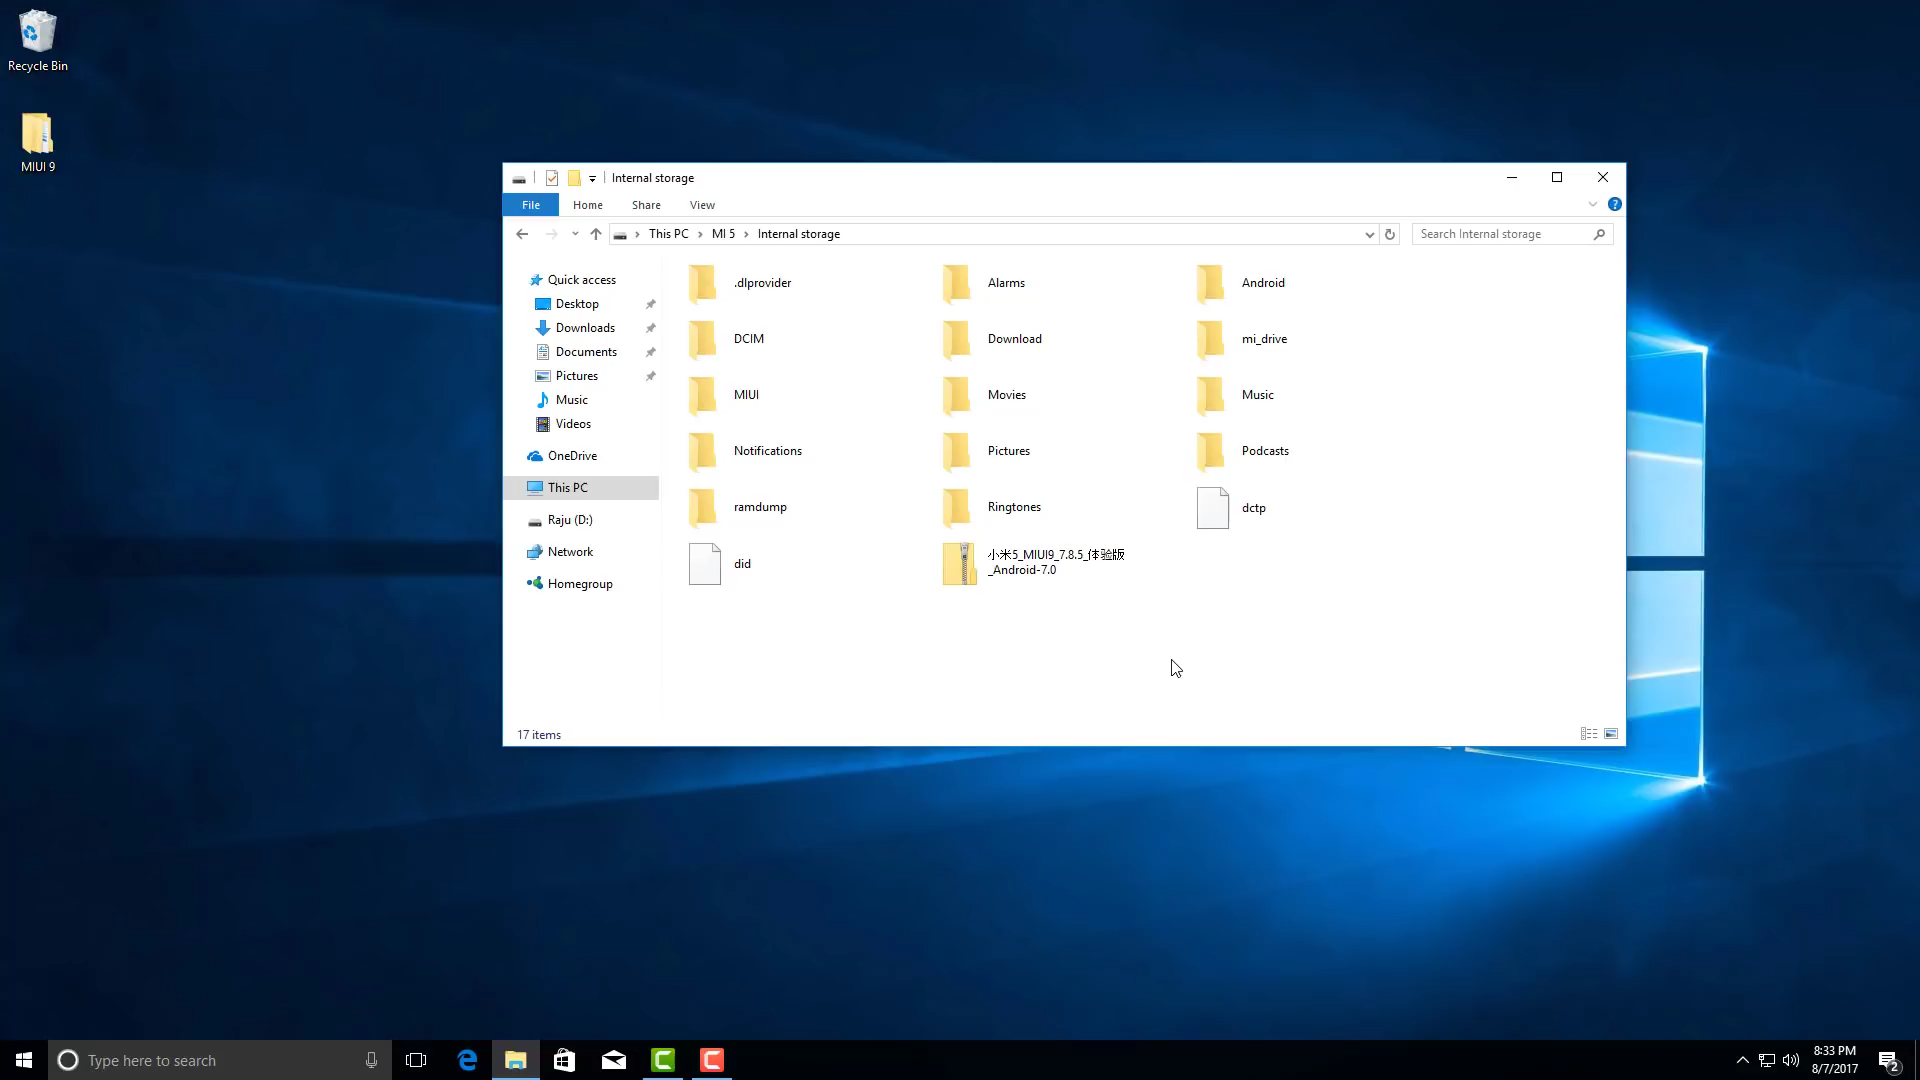 Recycle Bin
MIUI 9
Internal storage
File
Home
Share
View
This PC
MI 5
Internal storage
Search Internal storage
Quick access
Desktop
Downloads
Documents
Pictures
Music
Videos
OneDrive
This PC
Raju (D:)
Network
Homegroup
.dlprovider
Alarms
Android
DCIM
Download
mi_drive
MIUI
Movies
Music
Notifications
Pictures
Podcasts
ramdump
Ringtones
dctp
did
小米5_MIUI9_7.8.5_体验版
_Android-7.0
17 items
Type here to search
8:33 PM
8/7/2017
2